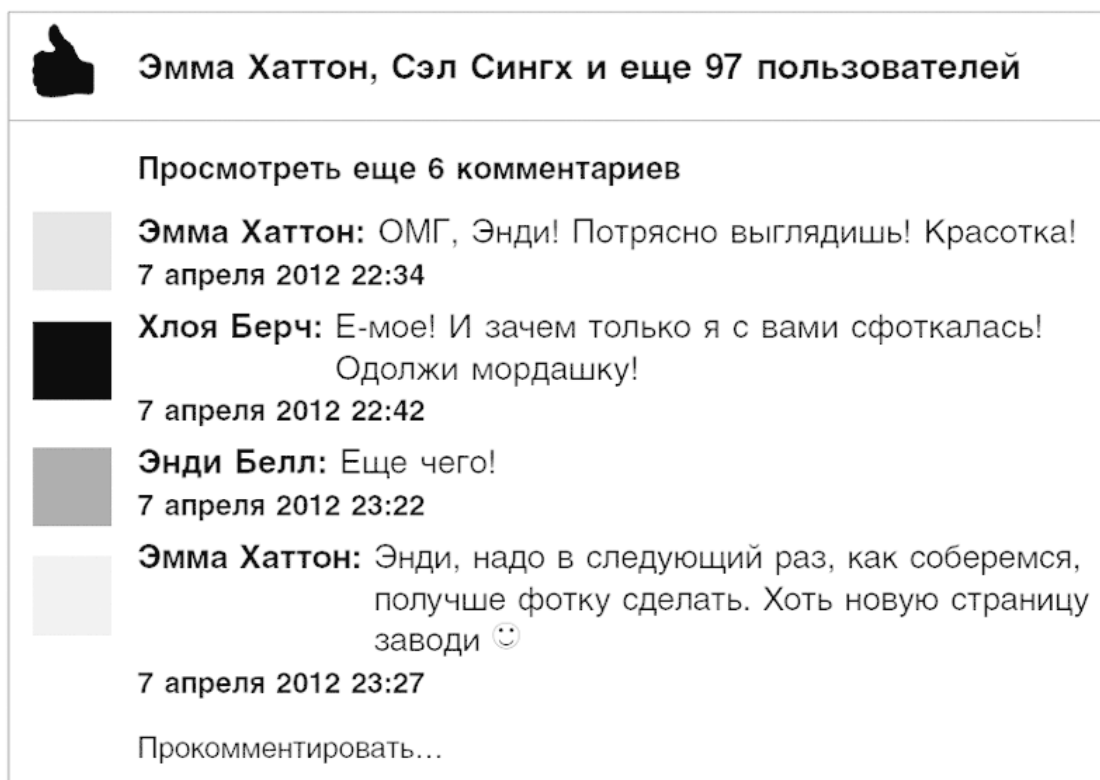 Эмма Хаттон, Сэл Сингх и еще 97 пользователей
Просмотреть еще 6 комментариев
Эмма Хаттон: ОМГ, Энди! Потрясно выглядишь! Красотка!
7 апреля 2012 22:34
Хлоя Берч: Е-мое! И зачем только я с вами сфоткалась!
Одолжи мордашку!
7 апреля 2012 22:42
Энди Белл: Еще чего!
7 апреля 2012 23:22
Эмма Хаттон: Энди, надо в следующий раз, как соберемся,
получше фотку сделать. Хоть новую страницу
заводи
7 апреля 2012 23:27
Прокомментировать...